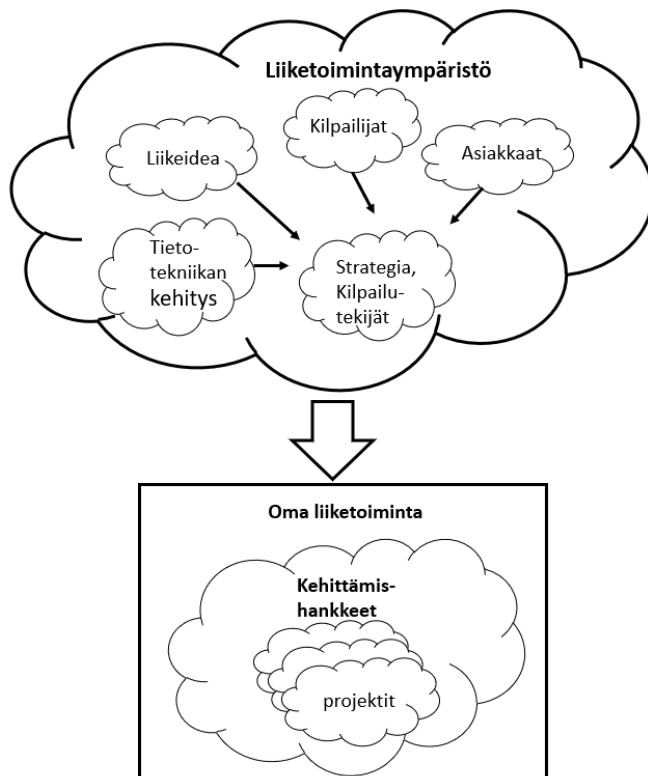 Liiketoimintaympäristö
Liikeidea
Kilpailijat
Asiakkaat
Tieto-
tekniikan
kehitys
Strategia,
Kilpailu-
tekijät
Oma liiketoiminta
Kehittämis-
hankkeet
projektit